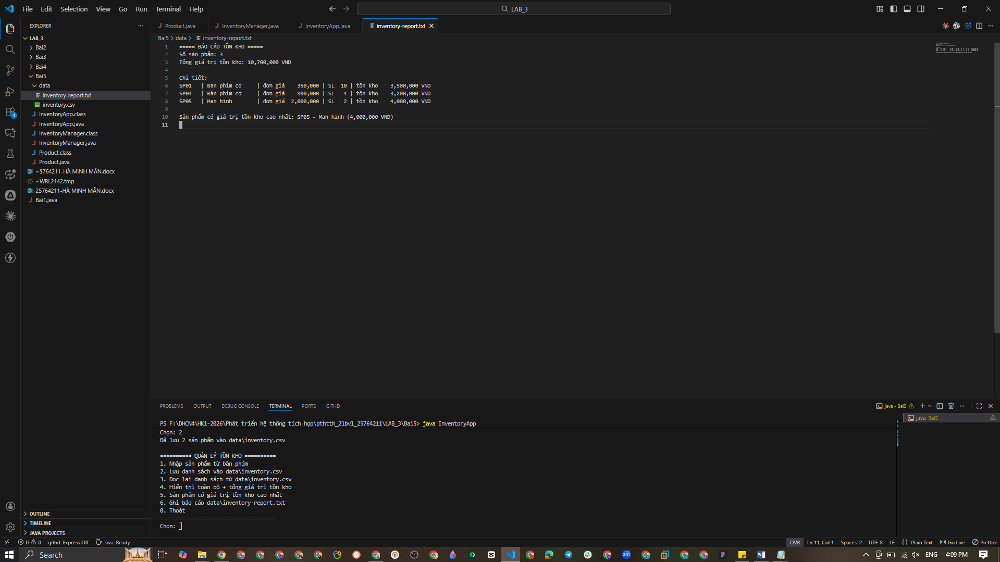 File Edit Selection View Go Run Terminal Help
LAB_3
EXPLORER
LAB_3
Bai2
Bai3
Bai4
Bai5
data
inventory-report.txt
inventory.csv
InventoryApp.class
InventoryApp.java
InventoryManager.class
InventoryManager.java
Product.class
Product.java
~$764211-HÀ MINH MẪN.docx
~WRL2142.tmp
25764211-HÀ MINH MẪN.docx
Bai1.java
OUTLINE
TIMELINE
JAVA PROJECTS
Product.java InventoryManager.java InventoryApp.java inventory-report.txt
Bai5 > data > inventory-report.txt
1 ===== BÁO CÁO TỒN KHO =====
2 Số sản phẩm: 3
3 Tổng giá trị tồn kho: 10,700,000 VND
4
5 Chi tiết:
6 SP01 | Ban phim co | đơn giá 350,000 | SL 10 | tồn kho 3,500,000 VND
7 SP04 | Bàn phím cơ | đơn giá 800,000 | SL 4 | tồn kho 3,200,000 VND
8 SP05 | Man hinh | đơn giá 2,000,000 | SL 2 | tồn kho 4,000,000 VND
9
10 Sản phẩm có giá trị tồn kho cao nhất: SP05 - Man hinh (4,000,000 VND)
11
PROBLEMS OUTPUT DEBUG CONSOLE TERMINAL PORTS GITHD
java - Bai5
java Bai5
PS F:\DHCN4\HK1-2026\Phát triển hệ thống tích hợp\pthtth_21bvl_25764211\LAB_3\Bai5> java InventoryApp
Chọn: 2
Đã lưu 2 sản phẩm vào data\inventory.csv
========== QUẢN LÝ TỒN KHO ==========
1. Nhập sản phẩm từ bàn phím
2. Lưu danh sách vào data\inventory.csv
3. Đọc lại danh sách từ data\inventory.csv
4. Hiển thị toàn bộ + tổng giá trị tồn kho
5. Sản phẩm có giá trị tồn kho cao nhất
6. Ghi báo cáo data\inventory-report.txt
0. Thoát
=====================================
Chọn:
0 0 githd: Express Off Java: Ready
OVR Ln 11, Col 1 Spaces: 2 UTF-8 LF {} Plain Text Go Live Prettier
Search
ENG 4:09 PM